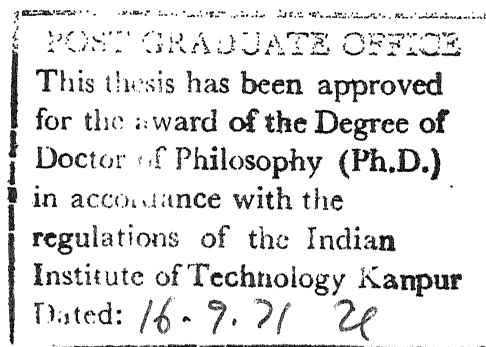 POST GRADUATE OFFICE
This thesis has been approved
for the award of the Degree of
Doctor of Philosophy (Ph.D.)
in accordance with the
regulations of the Indian
Institute of Technology Kanpur
Dated: 16. 9. 71